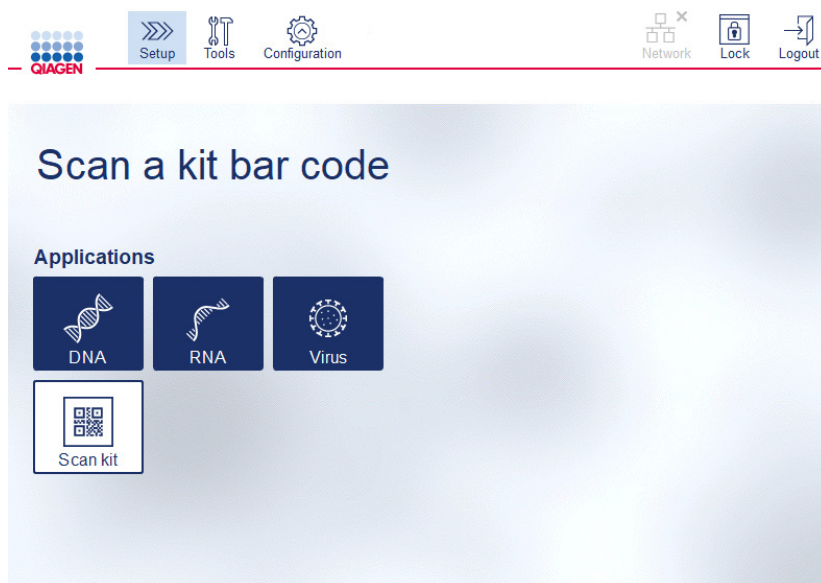 QIAGEN
Setup
Tools
Configuration
Network
Lock
Logout
Scan a kit bar code
Applications
DNA
RNA
Virus
Scan kit